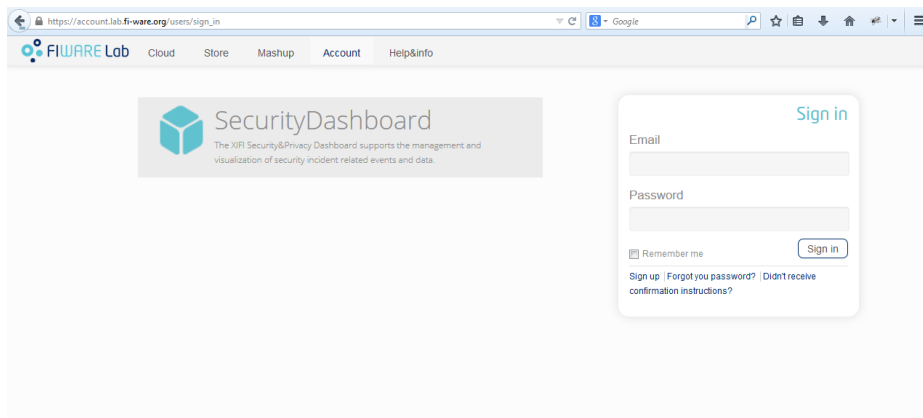 https://account.lab.fi-ware.org/users/sign_in
Google
FIWARE Lab Cloud Store Mashup Account Help&info
SecurityDashboard
The XIFI Security&Privacy Dashboard supports the management and
visualization of security incident related events and data.
Sign in
Email
Password
Remember me
Sign in
Sign up | Forgot you password? | Didn't receive
confirmation instructions?